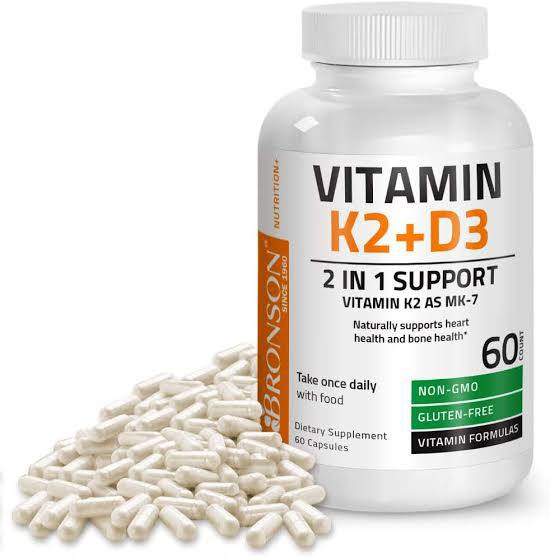 VITAMIN
K2+D3
2 IN 1 SUPPORT
VITAMIN K2 AS MK-7
Naturally supports heart
health and bone health*
60 COUNT
Take once daily
with food
NON-GMO
GLUTEN-FREE
VITAMIN FORMULAS
Dietary Supplement
60 Capsules
BRONSON®
SINCE 1960
NUTRITION+